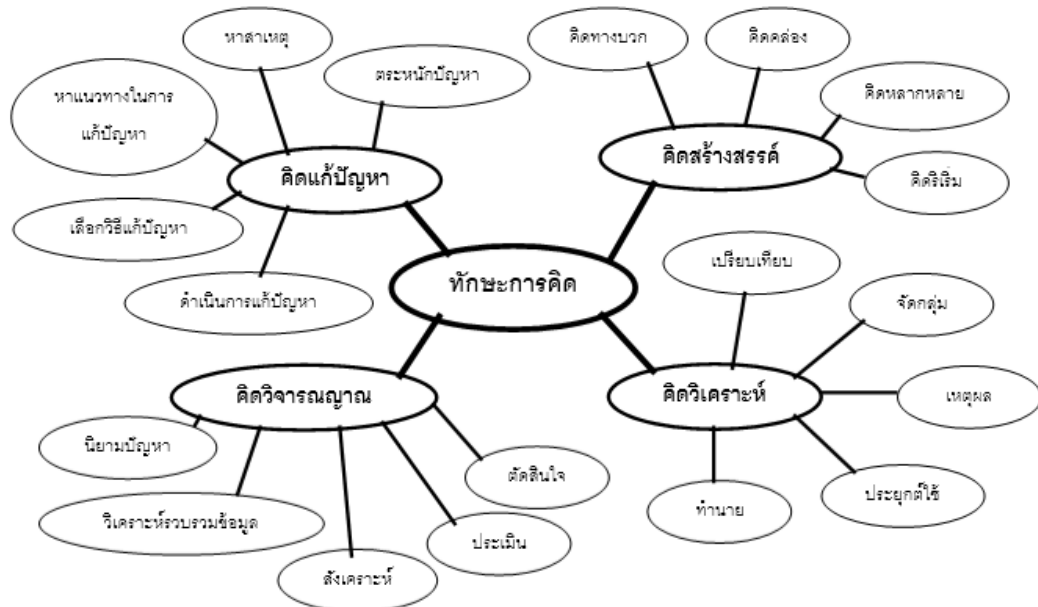 หาสาเหตุ
คิดทางบวก
คิดคล่อง
ตระหนักปัญหา
หาแนวทางในการ
แก้ปัญหา
คิดหลากหลาย
คิดสร้างสรรค์
คิดแก้ปัญหา
คิดริเริ่ม
เลือกวิธีแก้ปัญหา
เปรียบเทียบ
ทักษะการคิด
ดำเนินการแก้ปัญหา
จัดกลุ่ม
คิดวิจารณญาณ
คิดวิเคราะห์
เหตุผล
นิยามปัญหา
ตัดสินใจ
ประยุกต์ใช้
ทำนาย
วิเคราะห์รวบรวมข้อมูล
ประเมิน
สังเคราะห์